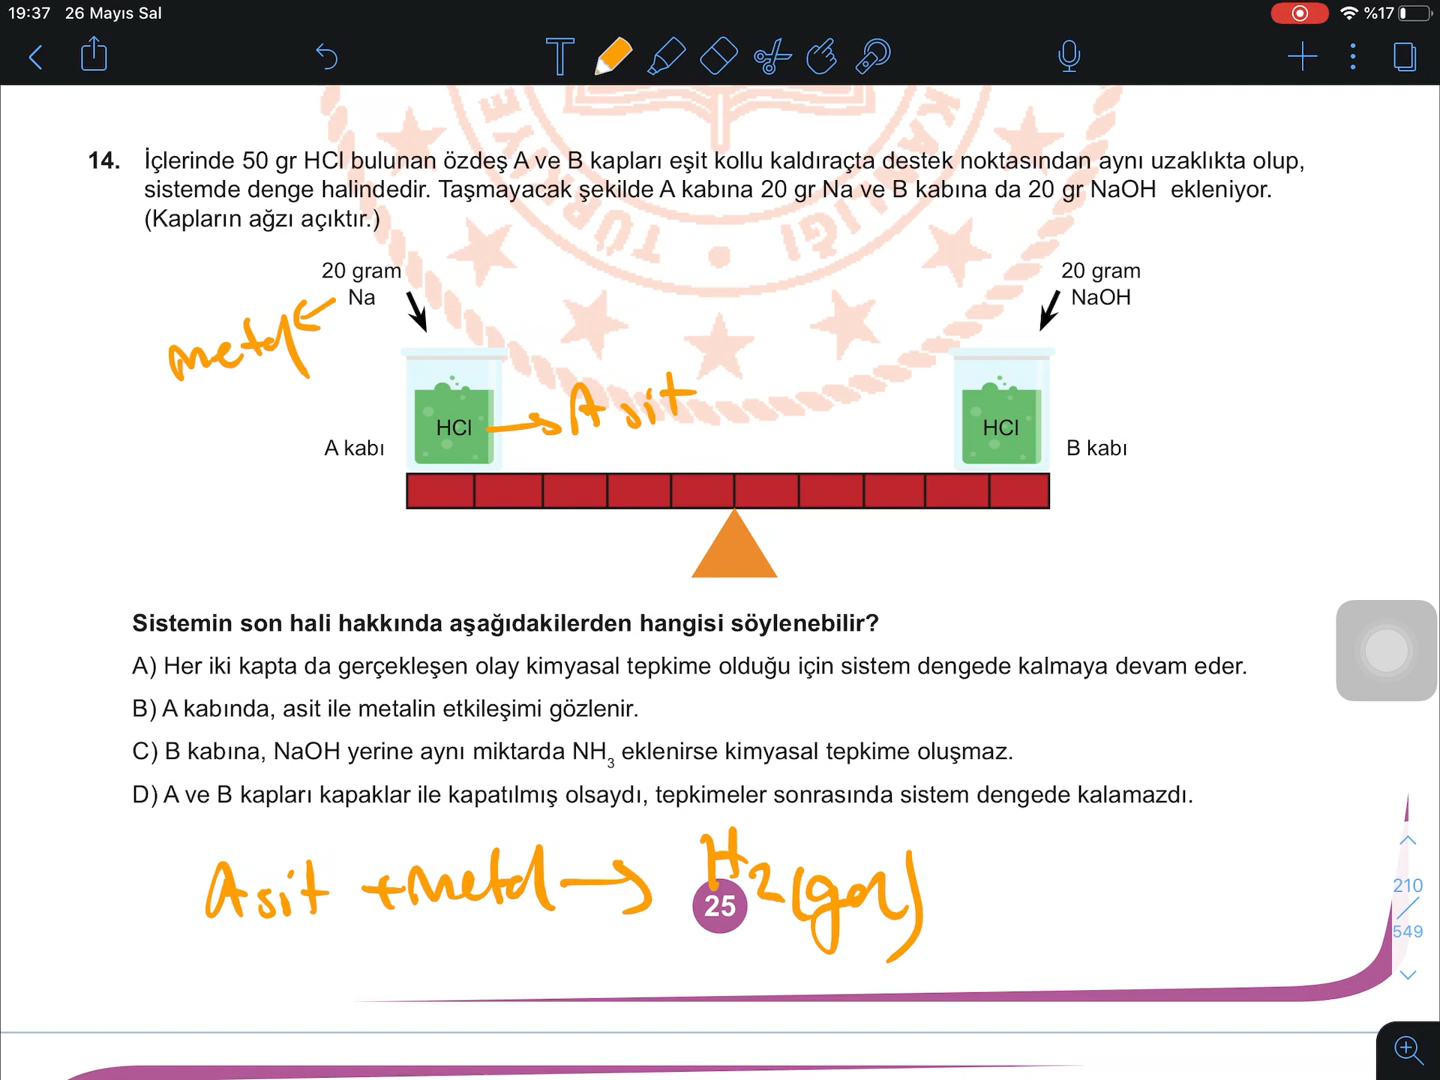 19:37 26 Mayıs Sal
%17
T
TÜRKİYE
14. İçlerinde 50 gr HCl bulunan özdeş A ve B kapları eşit kollu kaldıraçta destek noktasından aynı uzaklıkta olup,
sistemde denge halindedir. Taşmayacak şekilde A kabına 20 gr Na ve B kabına da 20 gr NaOH ekleniyor.
(Kapların ağzı açıktır.)
20 gram
Na
20 gram
NaOH
metal
HCl
Asit
HCl
A kabı
B kabı
Sistemin son hali hakkında aşağıdakilerden hangisi söylenebilir?
A) Her iki kapta da gerçekleşen olay kimyasal tepkime olduğu için sistem dengede kalmaya devam eder.
B) A kabında, asit ile metalin etkileşimi gözlenir.
C) B kabına, NaOH yerine aynı miktarda NH₃ eklenirse kimyasal tepkime oluşmaz.
D) A ve B kapları kapaklar ile kapatılmış olsaydı, tepkimeler sonrasında sistem dengede kalamazdı.
Asit + Metal → H₂ (gaz)
25
210
549